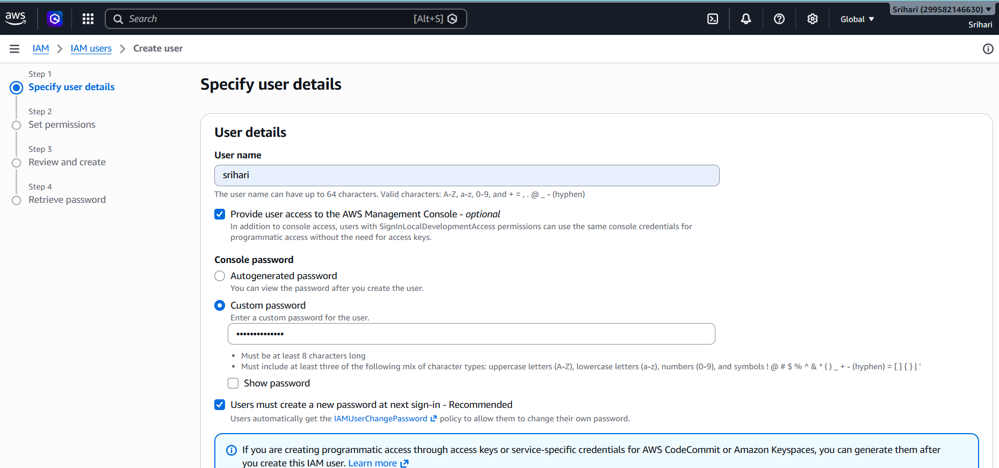 aws
Search [Alt+S]
Global
Srihari (299582146630)
Srihari
IAM IAM users Create user
Step 1
Specify user details
Step 2
Set permissions
Step 3
Review and create
Step 4
Retrieve password
Specify user details
User details
User name
srihari
The user name can have up to 64 characters. Valid characters: A-Z, a-z, 0-9, and + = , . @ _ - (hyphen)
Provide user access to the AWS Management Console - optional
In addition to console access, users with SignInLocalDevelopmentAccess permissions can use the same console credentials for
programmatic access without the need for access keys.
Console password
Autogenerated password
You can view the password after you create the user.
Custom password
Enter a custom password for the user.
••••••••••••••
• Must be at least 8 characters long
• Must include at least three of the following mix of character types: uppercase letters (A-Z), lowercase letters (a-z), numbers (0-9), and symbols ! @ # $ % ^ & * ( ) _ + - (hyphen) = [ ] { } | '
Show password
Users must create a new password at next sign-in - Recommended
Users automatically get the IAMUserChangePassword policy to allow them to change their own password.
If you are creating programmatic access through access keys or service-specific credentials for AWS CodeCommit or Amazon Keyspaces, you can generate them after
you create this IAM user. Learn more